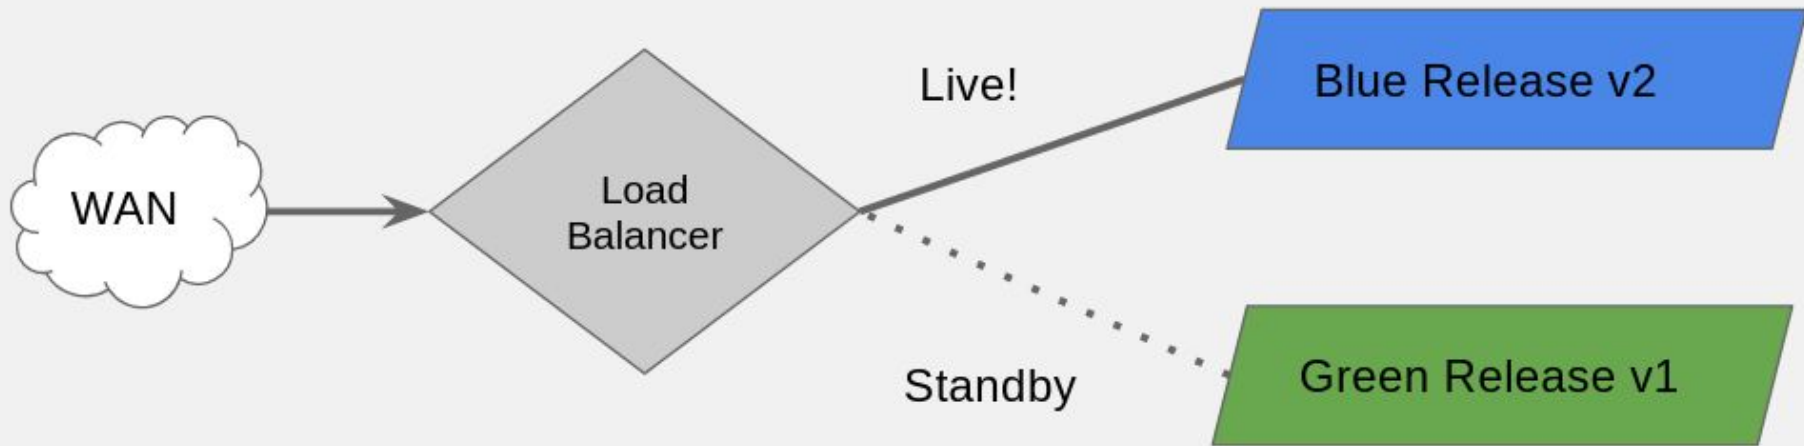 WAN
Load
Balancer
Live!
Blue Release v2
Standby
Green Release v1